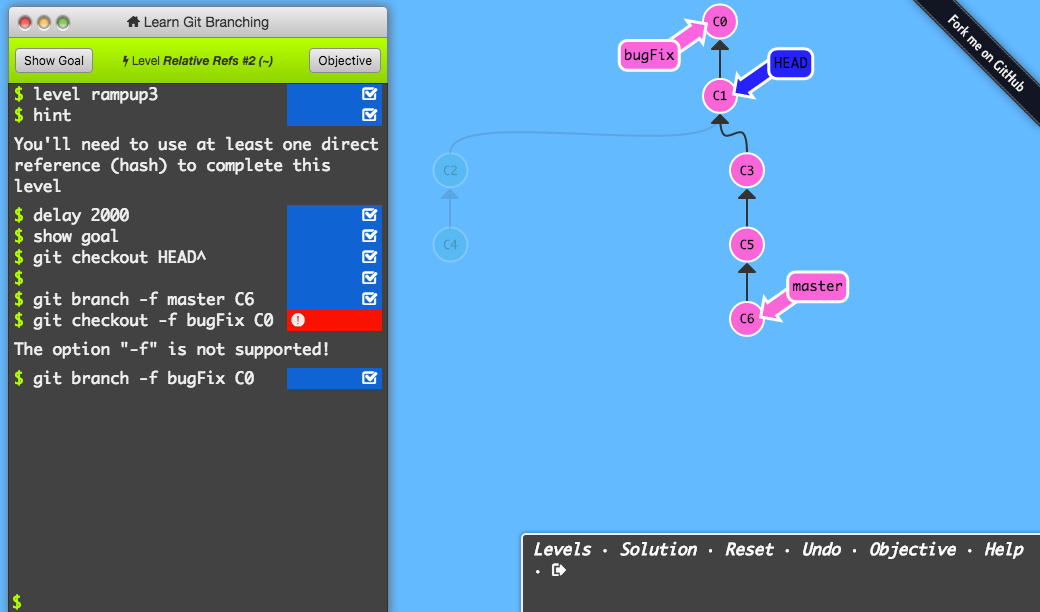 Learn Git Branching
Show Goal
Level Relative Refs #2 (~)
Objective
$ level rampup3
$ hint
You'll need to use at least one direct
reference (hash) to complete this
level
$ delay 2000
$ show goal
$ git checkout HEAD^
$
$ git branch -f master C6
$ git checkout -f bugFix C0
The option "-f" is not supported!
$ git branch -f bugFix C0
$
C0
bugFix
HEAD
C1
C2
C3
C4
C5
master
C6
Fork me on GitHub
Levels · Solution · Reset · Undo · Objective · Help
·